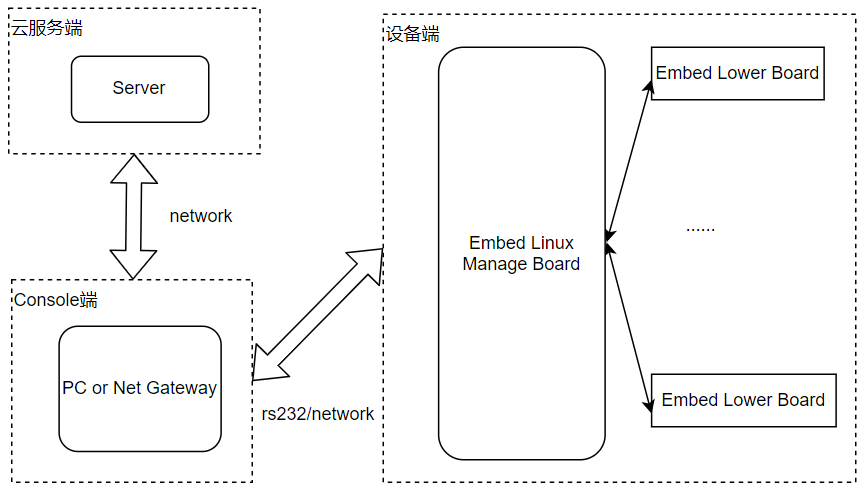 云服务端
Server
network
Console端
PC or Net Gateway
rs232/network
设备端
Embed Linux
Manage Board
Embed Lower Board
......
Embed Lower Board